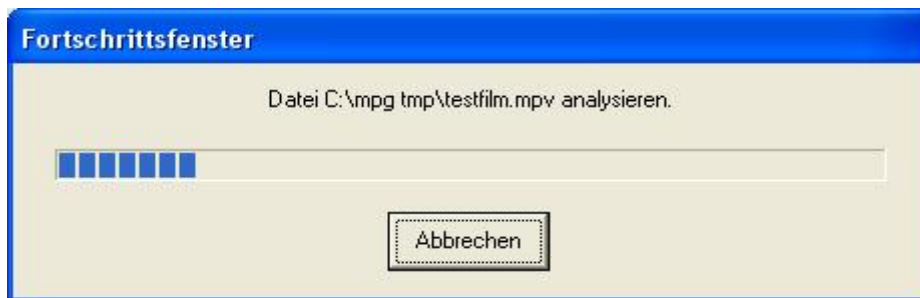 Fortschrittsfenster
Datei C:\mpg tmp\testfilm.mpv analysieren.
Abbrechen